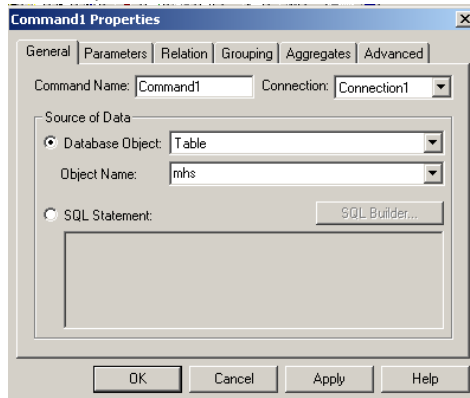 Command1 Properties
General Parameters Relation Grouping Aggregates Advanced
Command Name: Command1 Connection: Connection1
Source of Data
Database Object: Table
Object Name: mhs
SQL Statement: SQL Builder...
OK Cancel Apply Help